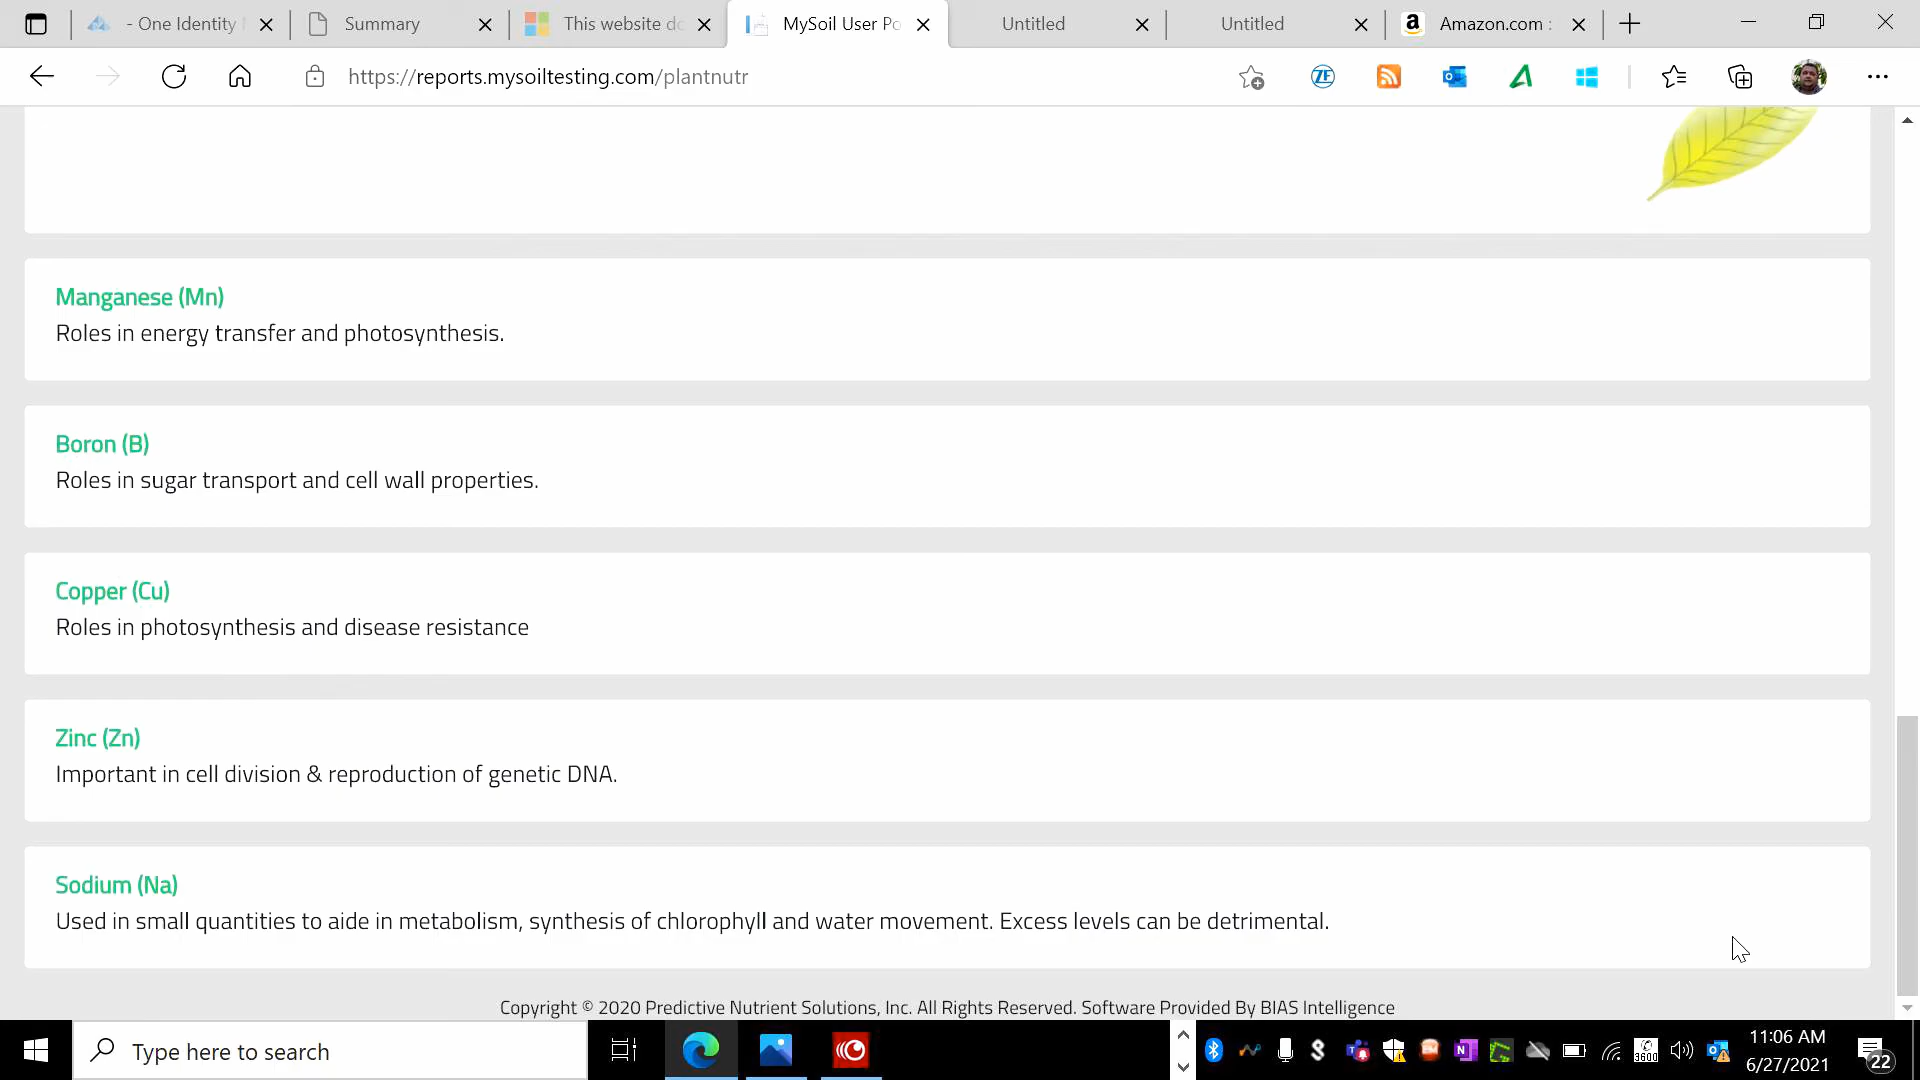 - One Identity
Summary
This website do
MySoil User Po
Untitled
Untitled
Amazon.com :
https://reports.mysoiltesting.com/plantnutr
Manganese (Mn)
Roles in energy transfer and photosynthesis.
Boron (B)
Roles in sugar transport and cell wall properties.
Copper (Cu)
Roles in photosynthesis and disease resistance
Zinc (Zn)
Important in cell division & reproduction of genetic DNA.
Sodium (Na)
Used in small quantities to aide in metabolism, synthesis of chlorophyll and water movement. Excess levels can be detrimental.
Copyright © 2020 Predictive Nutrient Solutions, Inc. All Rights Reserved. Software Provided By BIAS Intelligence
Type here to search
3600
11:06 AM
6/27/2021
22